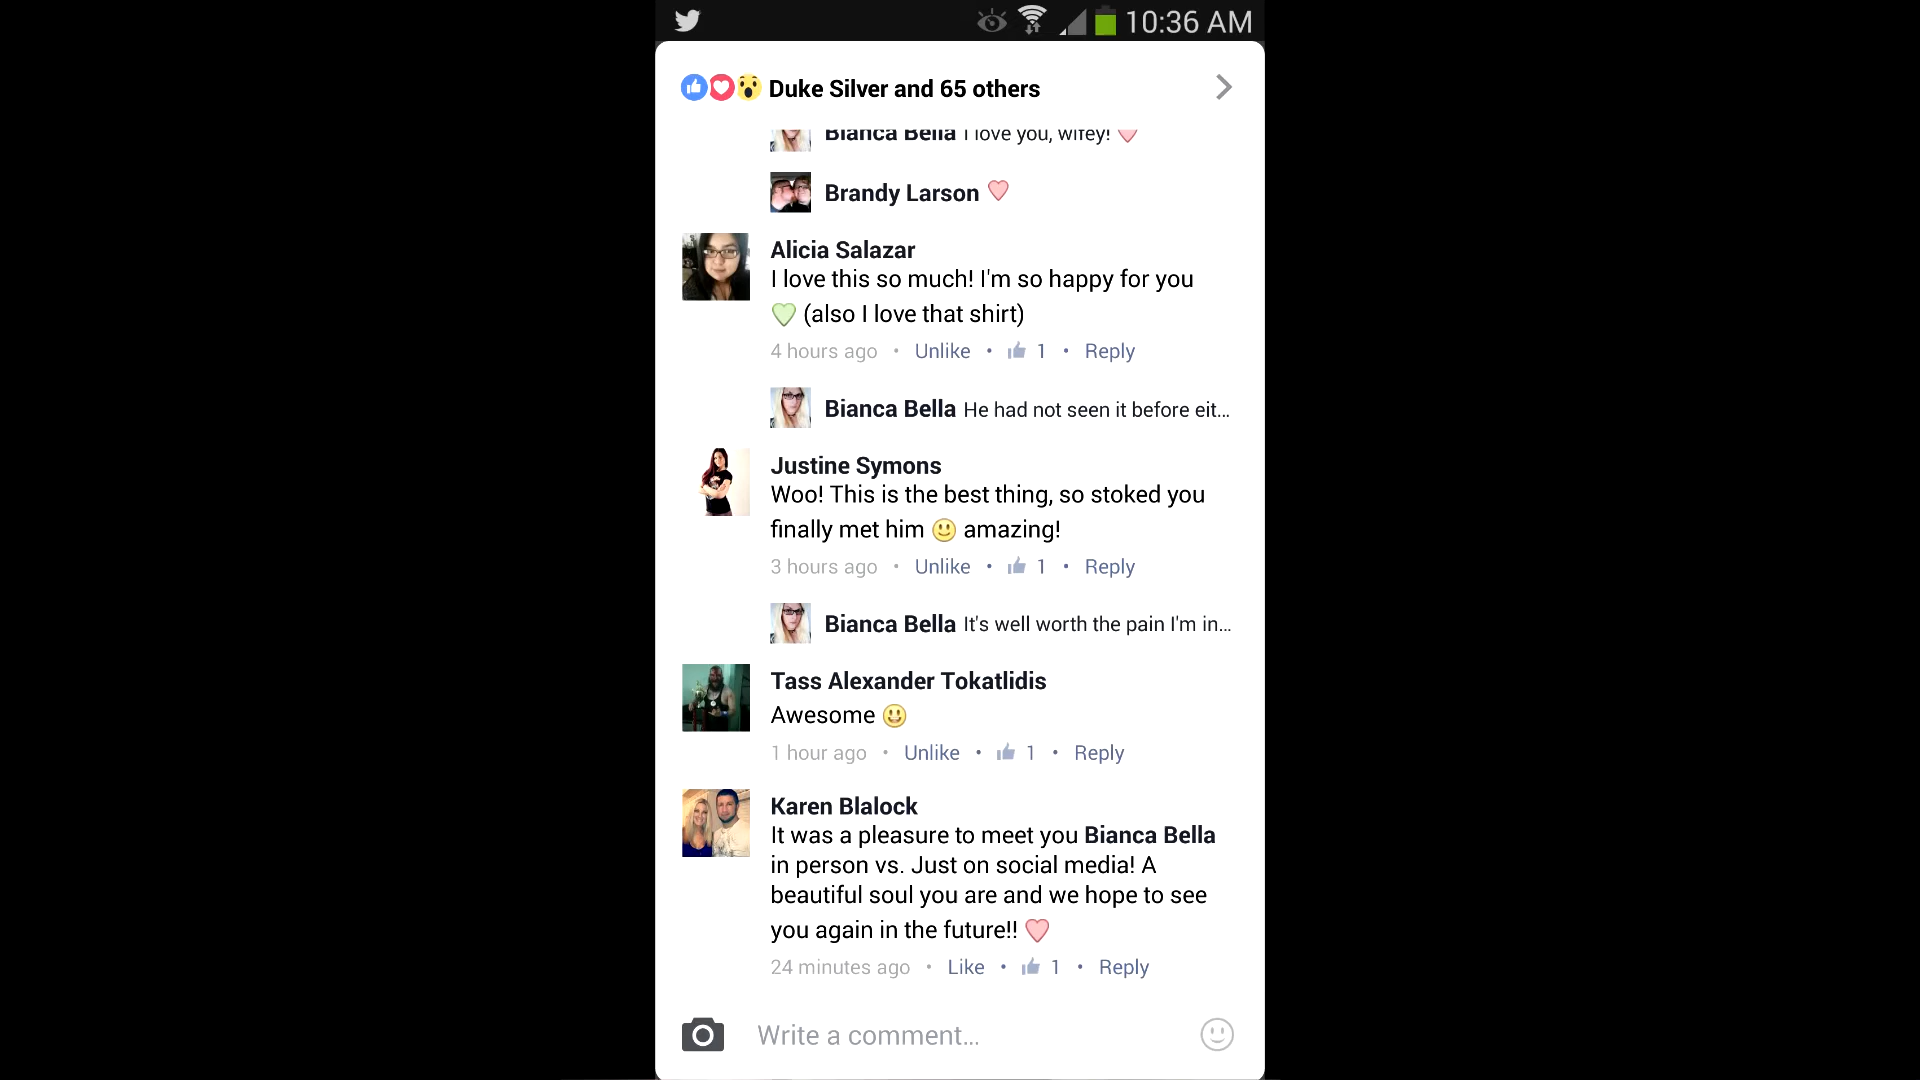 10:36 AM
Duke Silver and 65 others
Bianca Bella I love you, wifey!
Brandy Larson
Alicia Salazar
I love this so much! I'm so happy for you
(also I love that shirt)
4 hours ago • Unlike • 1 • Reply
Bianca Bella He had not seen it before eit...
Justine Symons
Woo! This is the best thing, so stoked you
finally met him 🙂 amazing!
3 hours ago • Unlike • 1 • Reply
Bianca Bella It's well worth the pain I'm in...
Tass Alexander Tokatlidis
Awesome 😃
1 hour ago • Unlike • 1 • Reply
Karen Blalock
It was a pleasure to meet you Bianca Bella
in person vs. Just on social media! A
beautiful soul you are and we hope to see
you again in the future!!
24 minutes ago • Like • 1 • Reply
Write a comment...